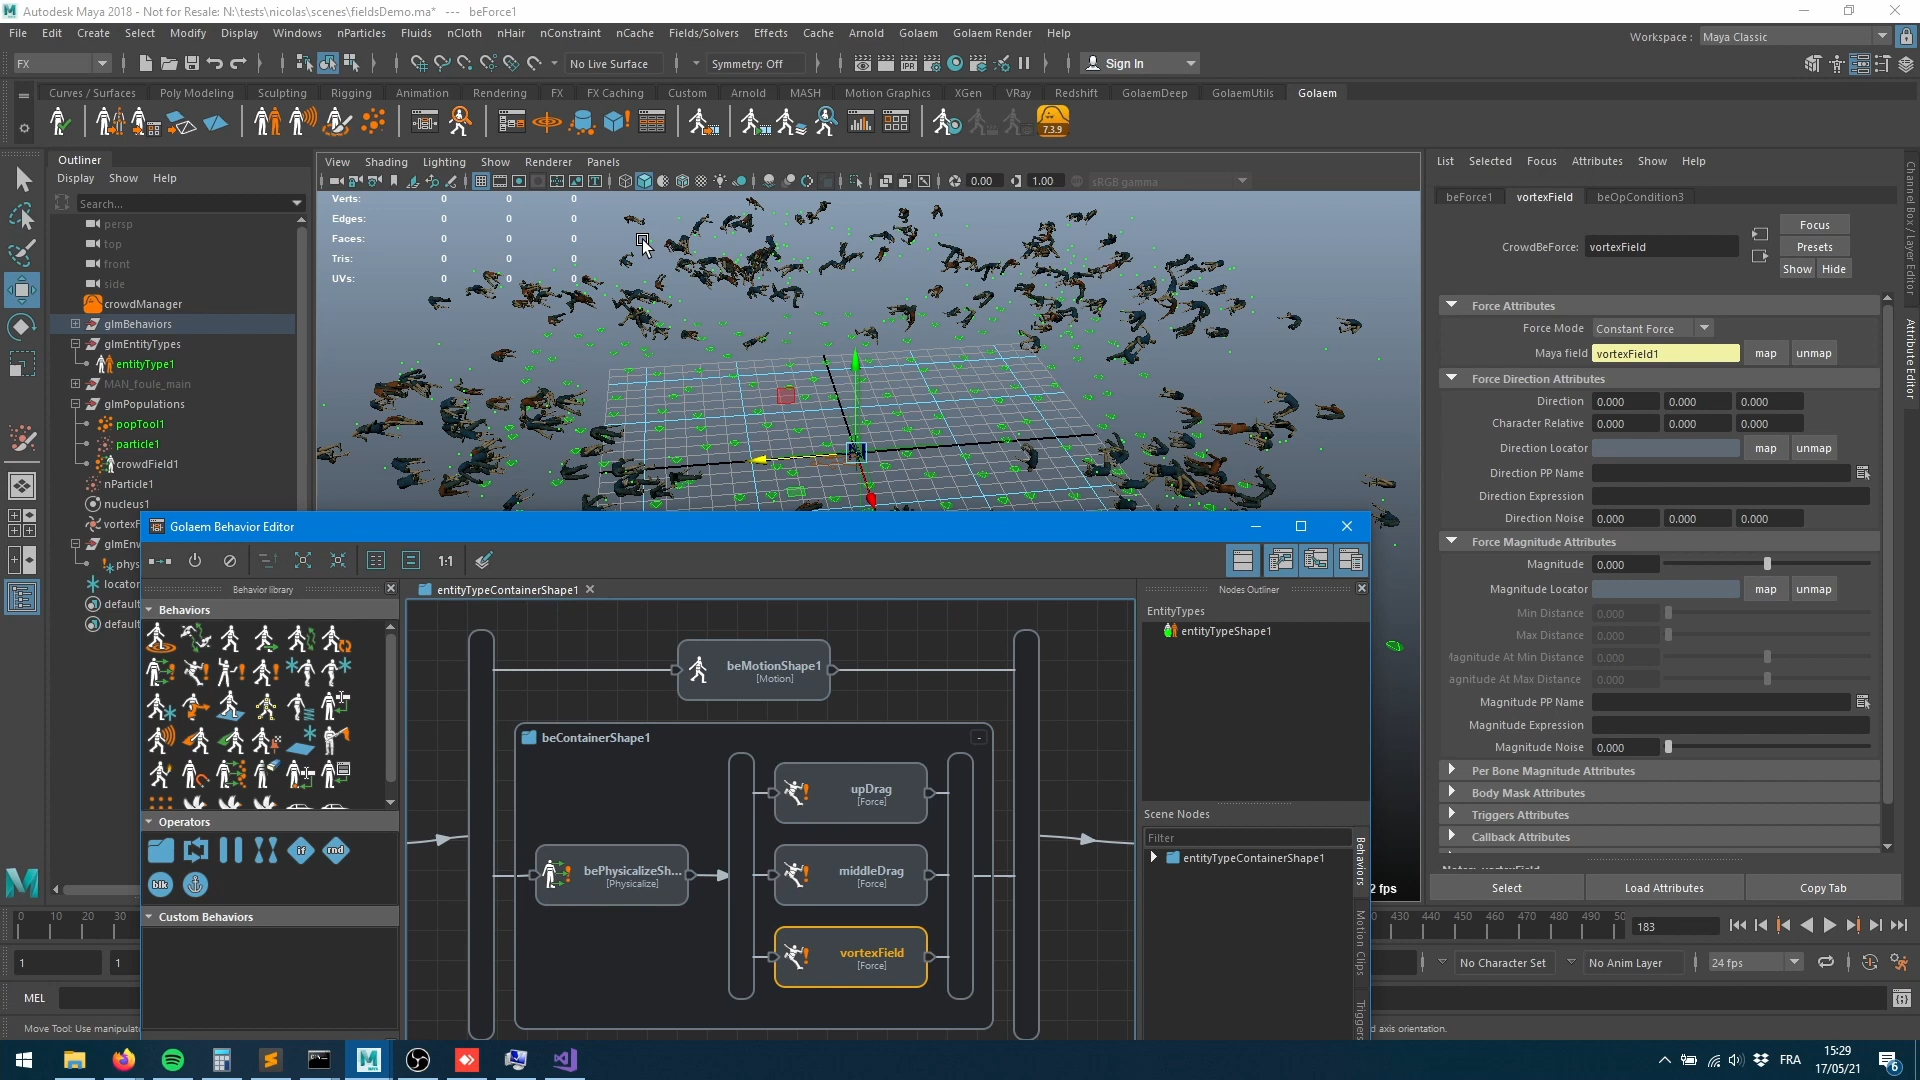 Autodesk Maya 2018 - Not for Resale: N:\tests\nicolas\scenes\fieldsDemo.ma* --- beForce1
File Edit Create Select Modify Display Windows nParticles Fluids nCloth nHair nConstraint nCache Fields/Solvers Effects Cache Arnold Golaem Golaem Render Help
Workspace : Maya Classic
FX No Live Surface Symmetry: Off Sign In
Curves / Surfaces Poly Modeling Sculpting Rigging Animation Rendering FX FX Caching Custom Arnold MASH Motion Graphics XGen VRay Redshift GolaemDeep GolaemUtils Golaem
7.3.9
Outliner
Display Show Help
Search...
persp
top
front
side
crowdManager
glmBehaviors
glmEntityTypes
entityType1
MAN_foule_main
glmPopulations
popTool1
particle1
crowdField1
nParticle1
nucleus1
vortexF
glmEnv
phys
locator
default
default
View Shading Lighting Show Renderer Panels
0.00 1.00 sRGB gamma
Verts: 0 0 0
Edges: 0 0 0
Faces: 0 0 0
Tris: 0 0 0
UVs: 0 0 0
2 fps
List Selected Focus Attributes Show Help
beForce1 vortexField beOpCondition3
CrowdBeForce: vortexField
Focus
Presets
Show Hide
Force Attributes
Force Mode Constant Force
Maya field vortexField1 map unmap
Force Direction Attributes
Direction 0.000 0.000 0.000
Character Relative 0.000 0.000 0.000
Direction Locator map unmap
Direction PP Name
Direction Expression
Direction Noise 0.000 0.000 0.000
Force Magnitude Attributes
Magnitude 0.000
Magnitude Locator map unmap
Min Distance 0.000
Max Distance 0.000
Magnitude At Min Distance 0.000
agnitude At Max Distance 0.000
Magnitude PP Name
Magnitude Expression
Magnitude Noise 0.000
Per Bone Magnitude Attributes
Body Mask Attributes
Triggers Attributes
Callback Attributes
Notes: vortexField
Select Load Attributes Copy Tab
Channel Box / Layer Editor
Attribute Editor
Golaem Behavior Editor
1:1
Behavior library
Behaviors
Operators
if rnd
blk
Custom Behaviors
entityTypeContainerShape1
beMotionShape1
[Motion]
beContainerShape1
upDrag
[Force]
bePhysicalizeSh...
[Physicalize]
middleDrag
[Force]
vortexField
[Force]
Nodes Outliner
EntityTypes
entityTypeShape1
Scene Nodes
Filter
entityTypeContainerShape1
Behaviors
Motion Clips
Triggers
0 10 20 30
430 440 450 460 470 480 490 50
183
1 1
No Character Set No Anim Layer 24 fps
MEL
Move Tool: Use manipulato
d axis orientation.
FRA
15:29
17/05/21
6